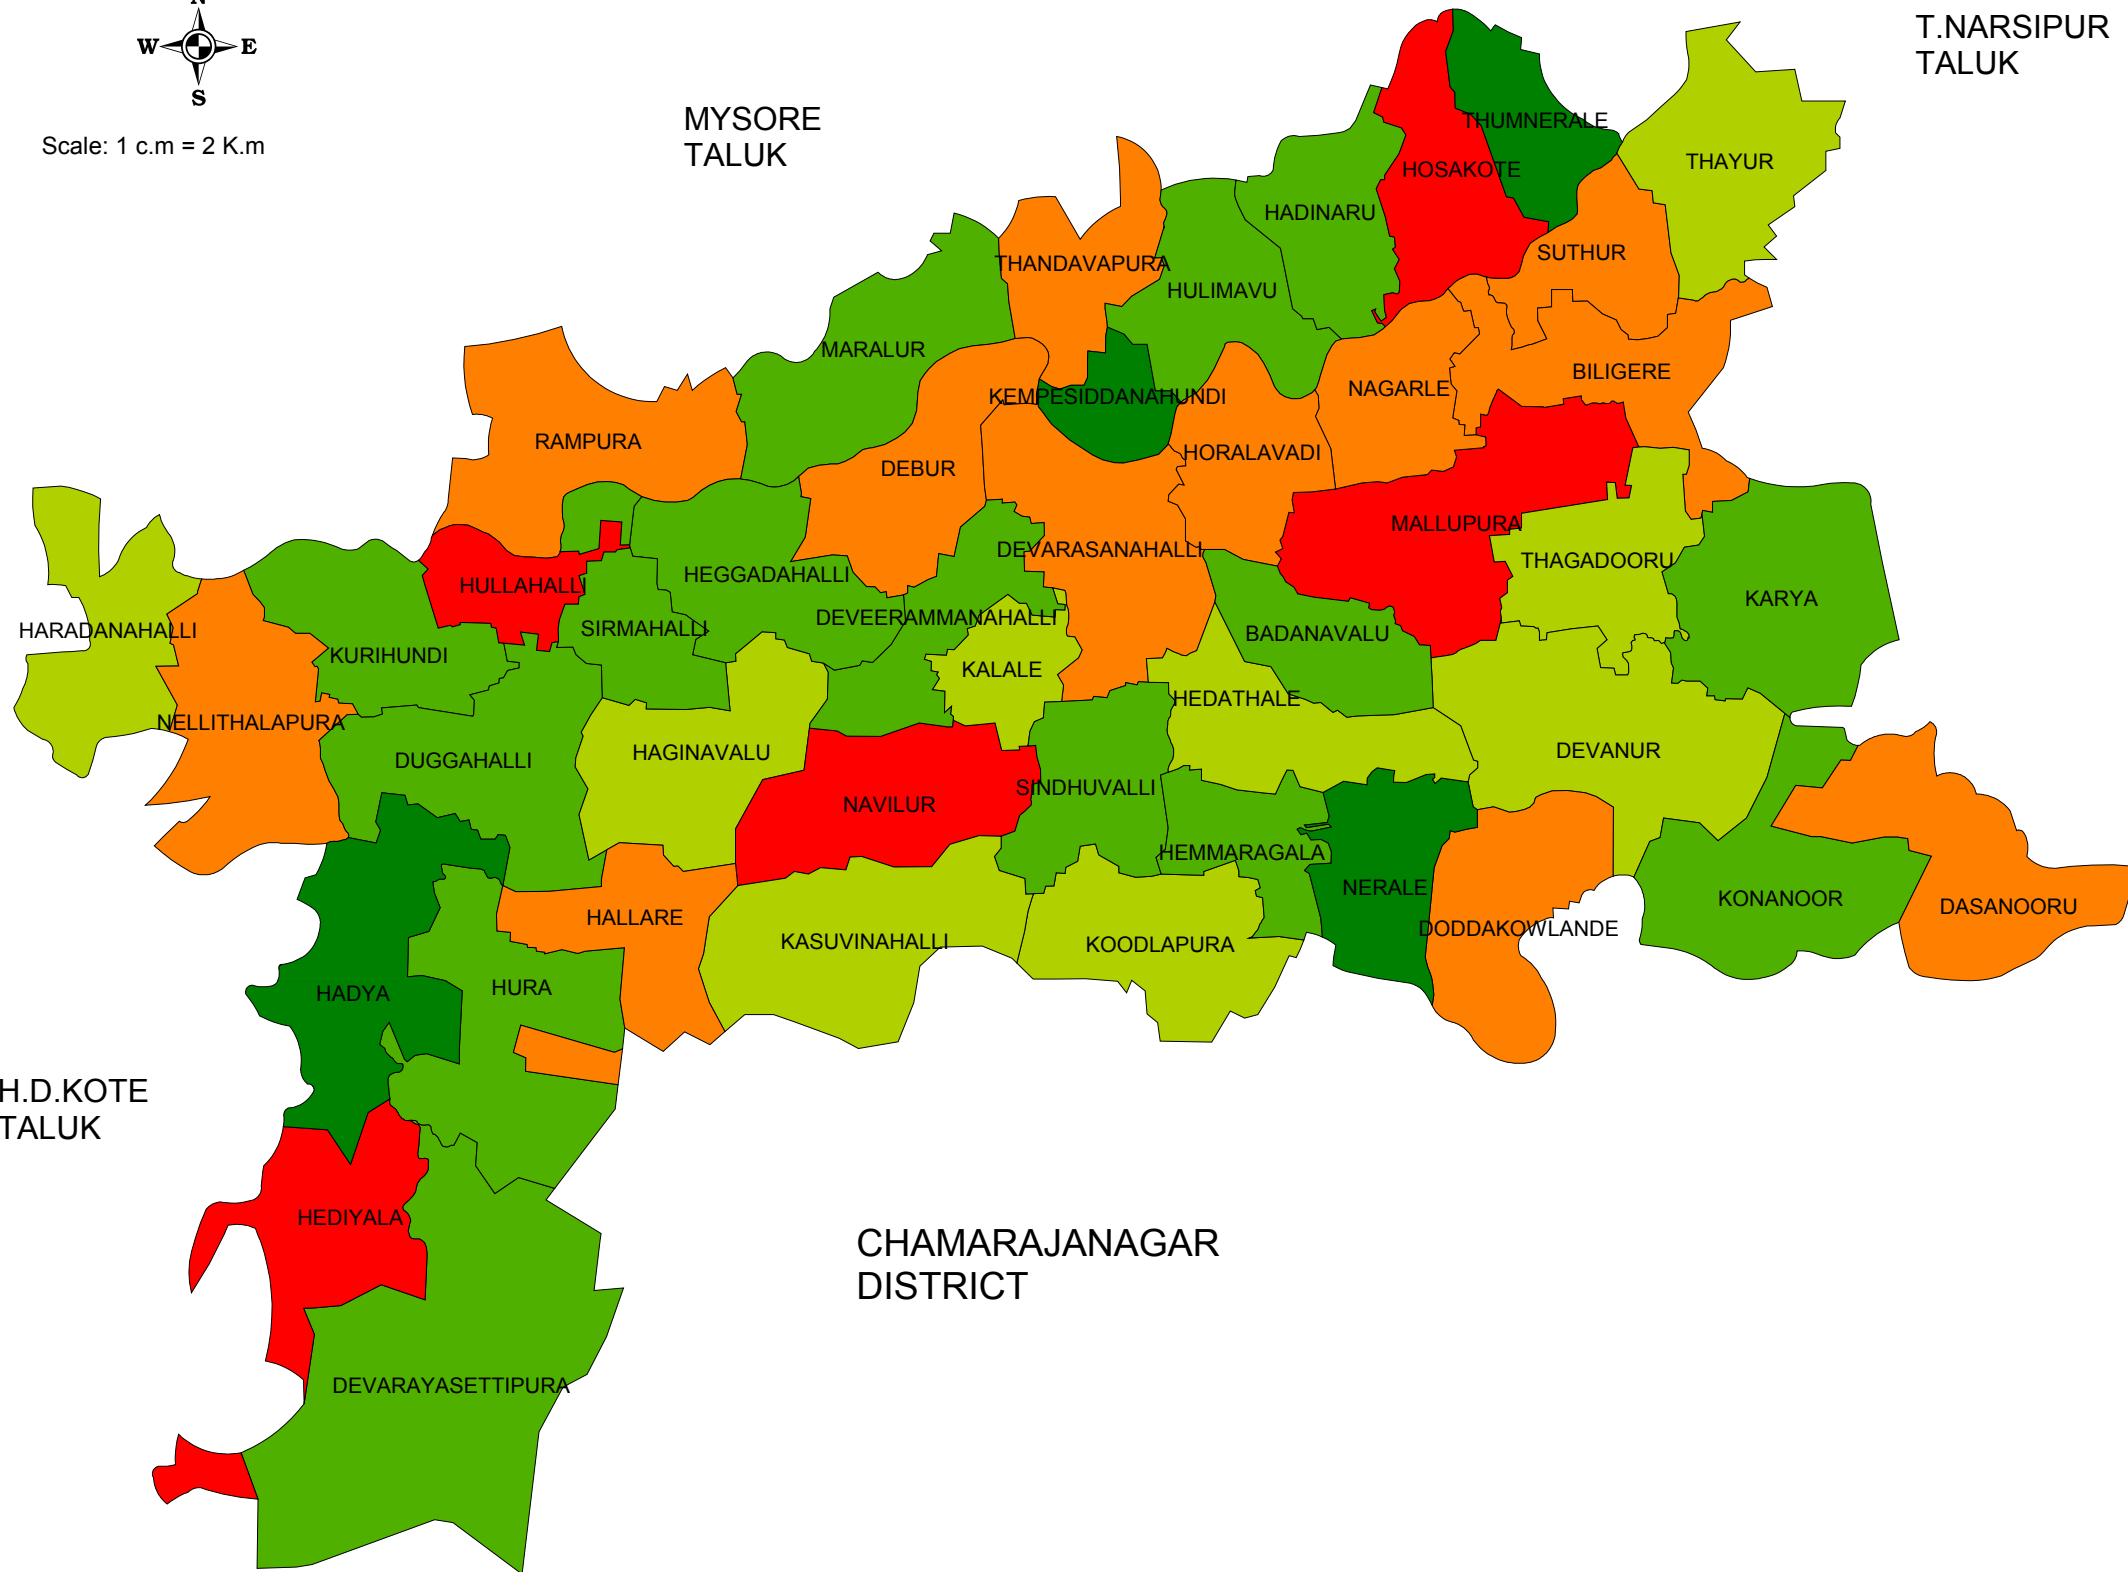 N
W E
S
Scale: 1 c.m = 2 K.m
MYSORE
TALUK
T.NARSIPUR
TALUK
THUMNERALE
THAYUR
HOSAKOTE
HADINARU
SUTHUR
THANDAVAPURA
HULIMAVU
MARALUR
BILIGERE
NAGARLE
KEMPESIDDANAHUNDI
RAMPURA
HORALAVADI
DEBUR
MALLUPURA
DEVARASANAHALLI
THAGADOORU
HEGGADAHALLI
HULLAHALLI
KARYA
DEVEERAMMANAHALLI
SIRMAHALLI
HARADANAHALLI
BADANAVALU
KURIHUNDI
KALALE
HEDATHALE
NELLITHALAPURA
HAGINAVALU
DEVANUR
DUGGAHALLI
SINDHUVALLI
NAVILUR
HEMMARAGALA
NERALE
KONANOOR
DASANOORU
HALLARE
DODDAKOWLANDE
KASUVINAHALLI
KOODLAPURA
HURA
HADYA
H.D.KOTE
TALUK
HEDIYALA
CHAMARAJANAGAR
DISTRICT
DEVARAYASETTIPURA